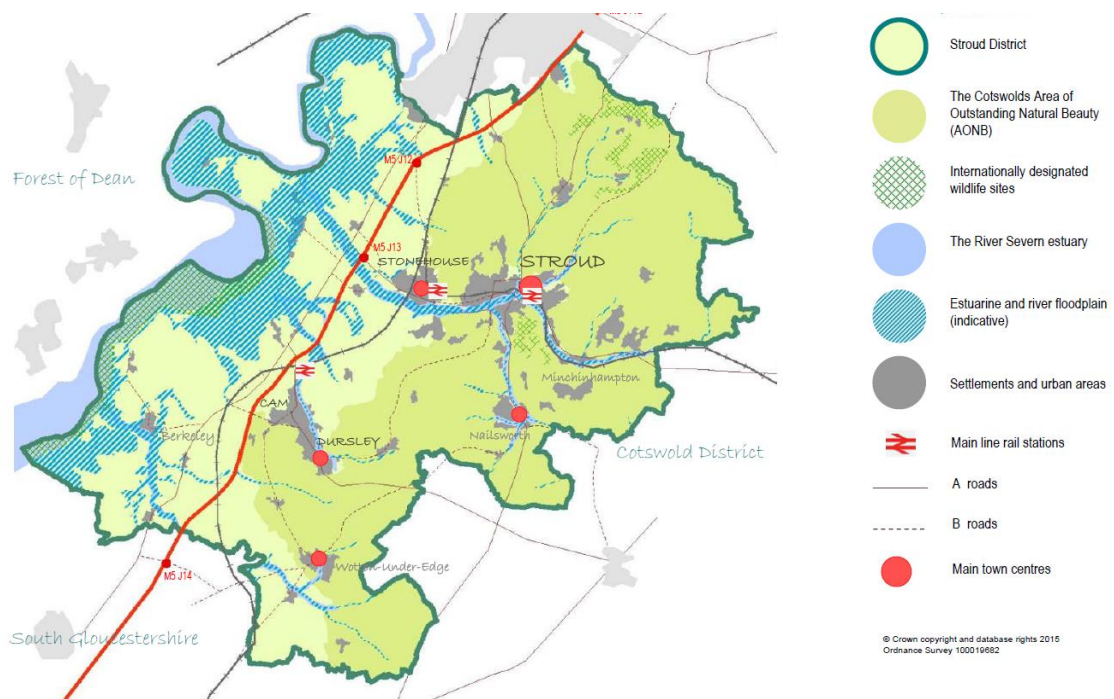 Forest of Dean
M5 J12
M5 J13
STONEHOUSE
STROUD
Minchinhampton
CAM
Berkeley
DURSLEY
Nailsworth
Cotswold District
M5 J14
Wotton-Under-Edge
South Gloucestershire
Stroud District
The Cotswolds Area of
Outstanding Natural Beauty
(AONB)
Internationally designated
wildlife sites
The River Severn estuary
Estuarine and river floodplain
(indicative)
Settlements and urban areas
Main line rail stations
A roads
B roads
Main town centres
© Crown copyright and database rights 2015
Ordnance Survey 100019682